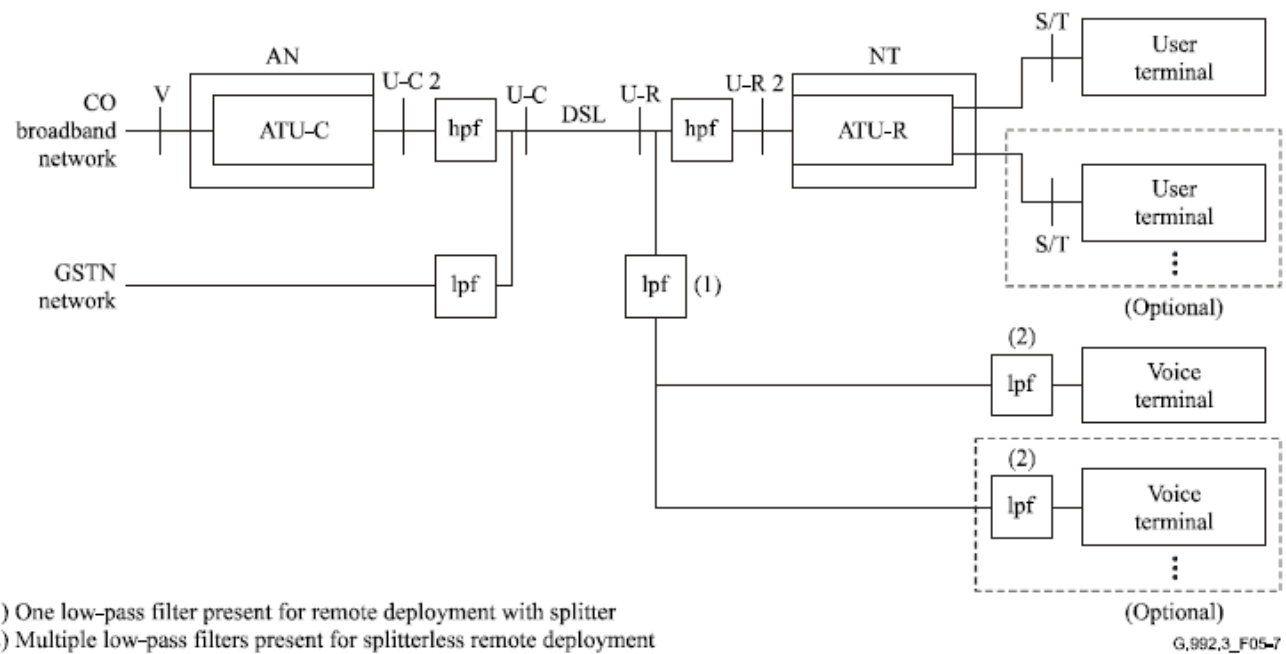 AN
CO
broadband
network
V
ATU-C
U-C 2
hpf
U-C
DSL
U-R
hpf
U-R 2
NT
ATU-R
S/T
User
terminal
User
terminal
S/T
(Optional)
GSTN
network
lpf
lpf
(1)
(2)
lpf
Voice
terminal
(2)
lpf
Voice
terminal
(Optional)
) One low-pass filter present for remote deployment with splitter
) Multiple low-pass filters present for splitterless remote deployment
G.992.3_F05-7